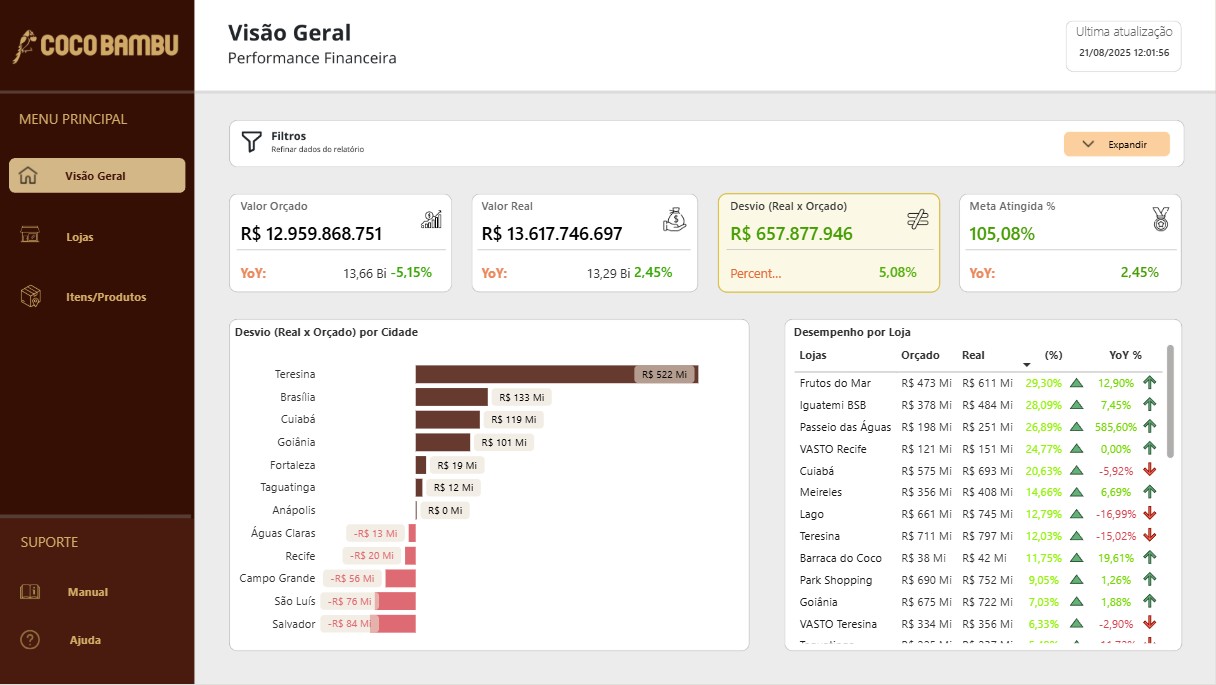 COCO BAMBU
MENU PRINCIPAL
Visão Geral
Lojas
Itens/Produtos
SUPORTE
Manual
Ajuda
Visão Geral
Performance Financeira
Ultima atualização
21/08/2025 12:01:56
Filtros
Refinar dados do relatório
Expandir
Valor Orçado
R$ 12.959.868.751
YoY: 13,66 Bi -5,15%
Valor Real
R$ 13.617.746.697
YoY: 13,29 Bi 2,45%
Desvio (Real x Orçado)
R$ 657.877.946
Percent... 5,08%
Meta Atingida %
105,08%
YoY: 2,45%
Desvio (Real x Orçado) por Cidade
Teresina R$ 522 Mi
Brasília R$ 133 Mi
Cuiabá R$ 119 Mi
Goiânia R$ 101 Mi
Fortaleza R$ 19 Mi
Taguatinga R$ 12 Mi
Anápolis R$ 0 Mi
Águas Claras -R$ 13 Mi
Recife -R$ 20 Mi
Campo Grande -R$ 56 Mi
São Luís -R$ 76 Mi
Salvador -R$ 84 Mi
Desempenho por Loja
Lojas Orçado Real (%) YoY %
Frutos do Mar R$ 473 Mi R$ 611 Mi 29,30% 12,90%
Iguatemi BSB R$ 378 Mi R$ 484 Mi 28,09% 7,45%
Passeio das Águas R$ 198 Mi R$ 251 Mi 26,89% 585,60%
VASTO Recife R$ 121 Mi R$ 151 Mi 24,77% 0,00%
Cuiabá R$ 575 Mi R$ 693 Mi 20,63% -5,92%
Meireles R$ 356 Mi R$ 408 Mi 14,66% 6,69%
Lago R$ 661 Mi R$ 745 Mi 12,79% -16,99%
Teresina R$ 711 Mi R$ 797 Mi 12,03% -15,02%
Barraca do Coco R$ 38 Mi R$ 42 Mi 11,75% 19,61%
Park Shopping R$ 690 Mi R$ 752 Mi 9,05% 1,26%
Goiânia R$ 675 Mi R$ 722 Mi 7,03% 1,88%
VASTO Teresina R$ 334 Mi R$ 356 Mi 6,33% -2,90%